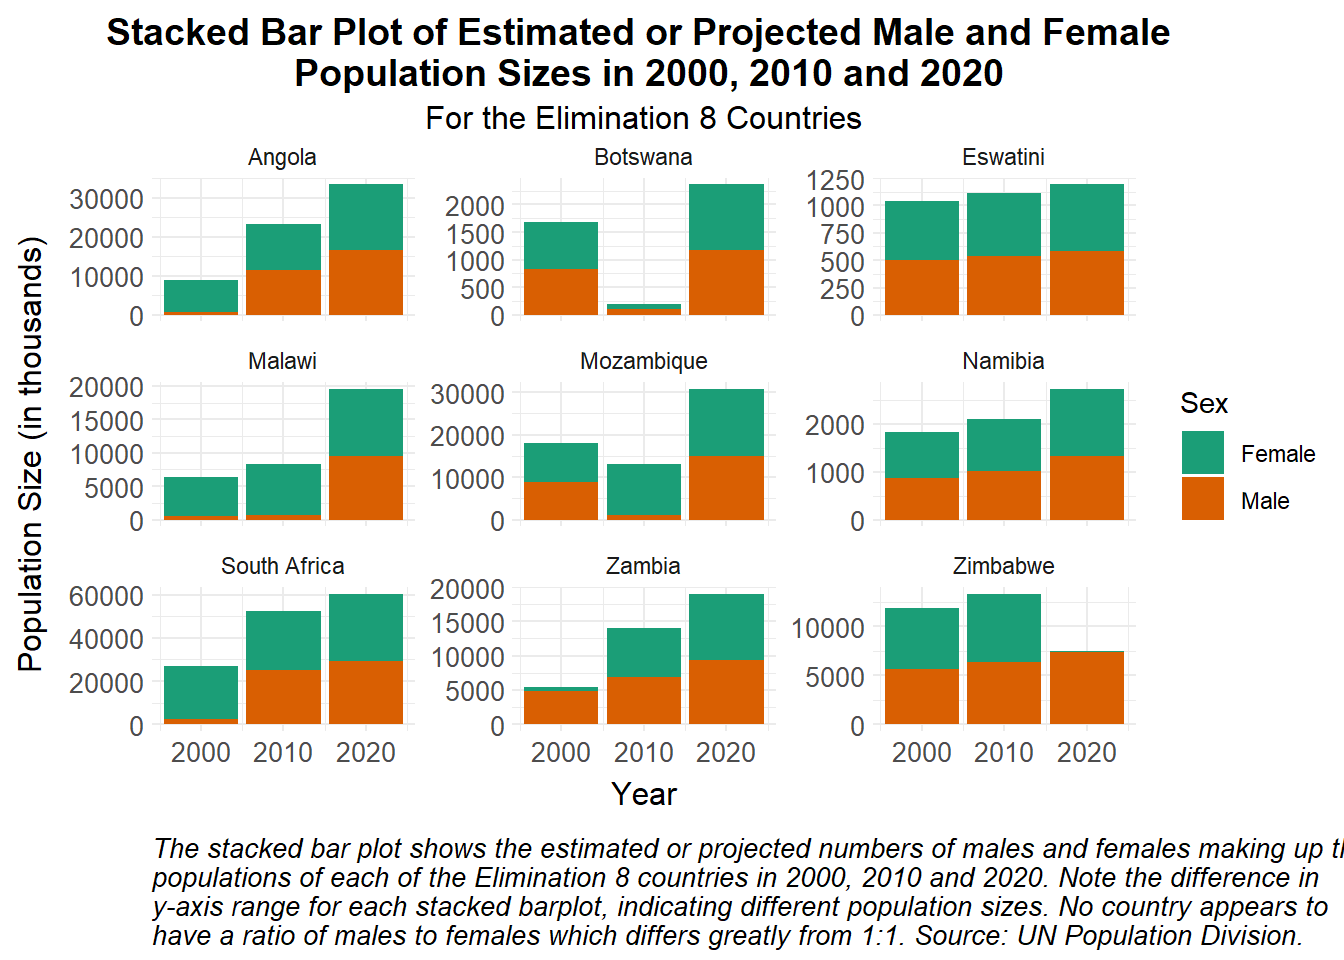 Stacked Bar Plot of Estimated or Projected Male and Female
Population Sizes in 2000, 2010 and 2020
For the Elimination 8 Countries
Angola
Botswana
Eswatini
30000
20000
10000
0
2000
1500
1000
500
0
1250
1000
750
500
250
0
Malawi
Mozambique
Namibia
20000
15000
10000
5000
0
30000
20000
10000
0
2000
1000
0
South Africa
Zambia
Zimbabwe
60000
40000
20000
0
20000
15000
10000
5000
0
10000
5000
0
2000 2010 2020
2000 2010 2020
2000 2010 2020
Population Size (in thousands)
Year
Sex
Female
Male
The stacked bar plot shows the estimated or projected numbers of males and females making up
populations of each of the Elimination 8 countries in 2000, 2010 and 2020. Note the difference in
y-axis range for each stacked barplot, indicating different population sizes. No country appears to
have a ratio of males to females which differs greatly from 1:1. Source: UN Population Division.